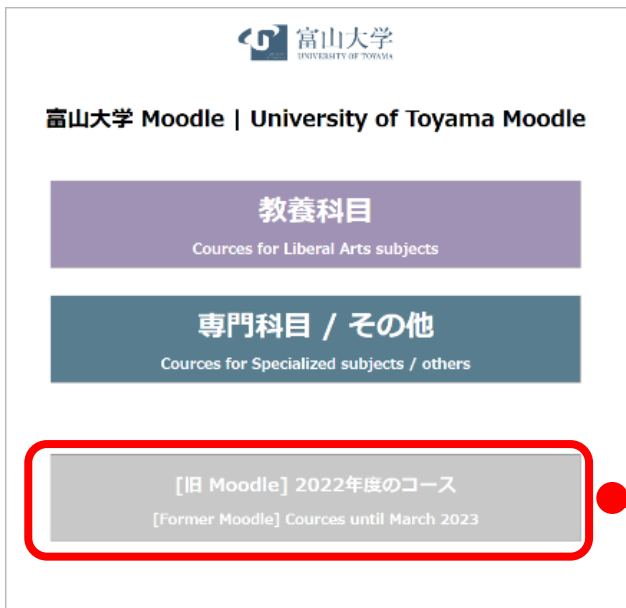 富山大学
UNIVERSITY OF TOYAMA
富山大学 Moodle | University of Toyama Moodle
教養科目
Cources for Liberal Arts subjects
専門科目 / その他
Cources for Specialized subjects / others
[旧 Moodle] 2022年度のコース
[Former Moodle] Cources until March 2023